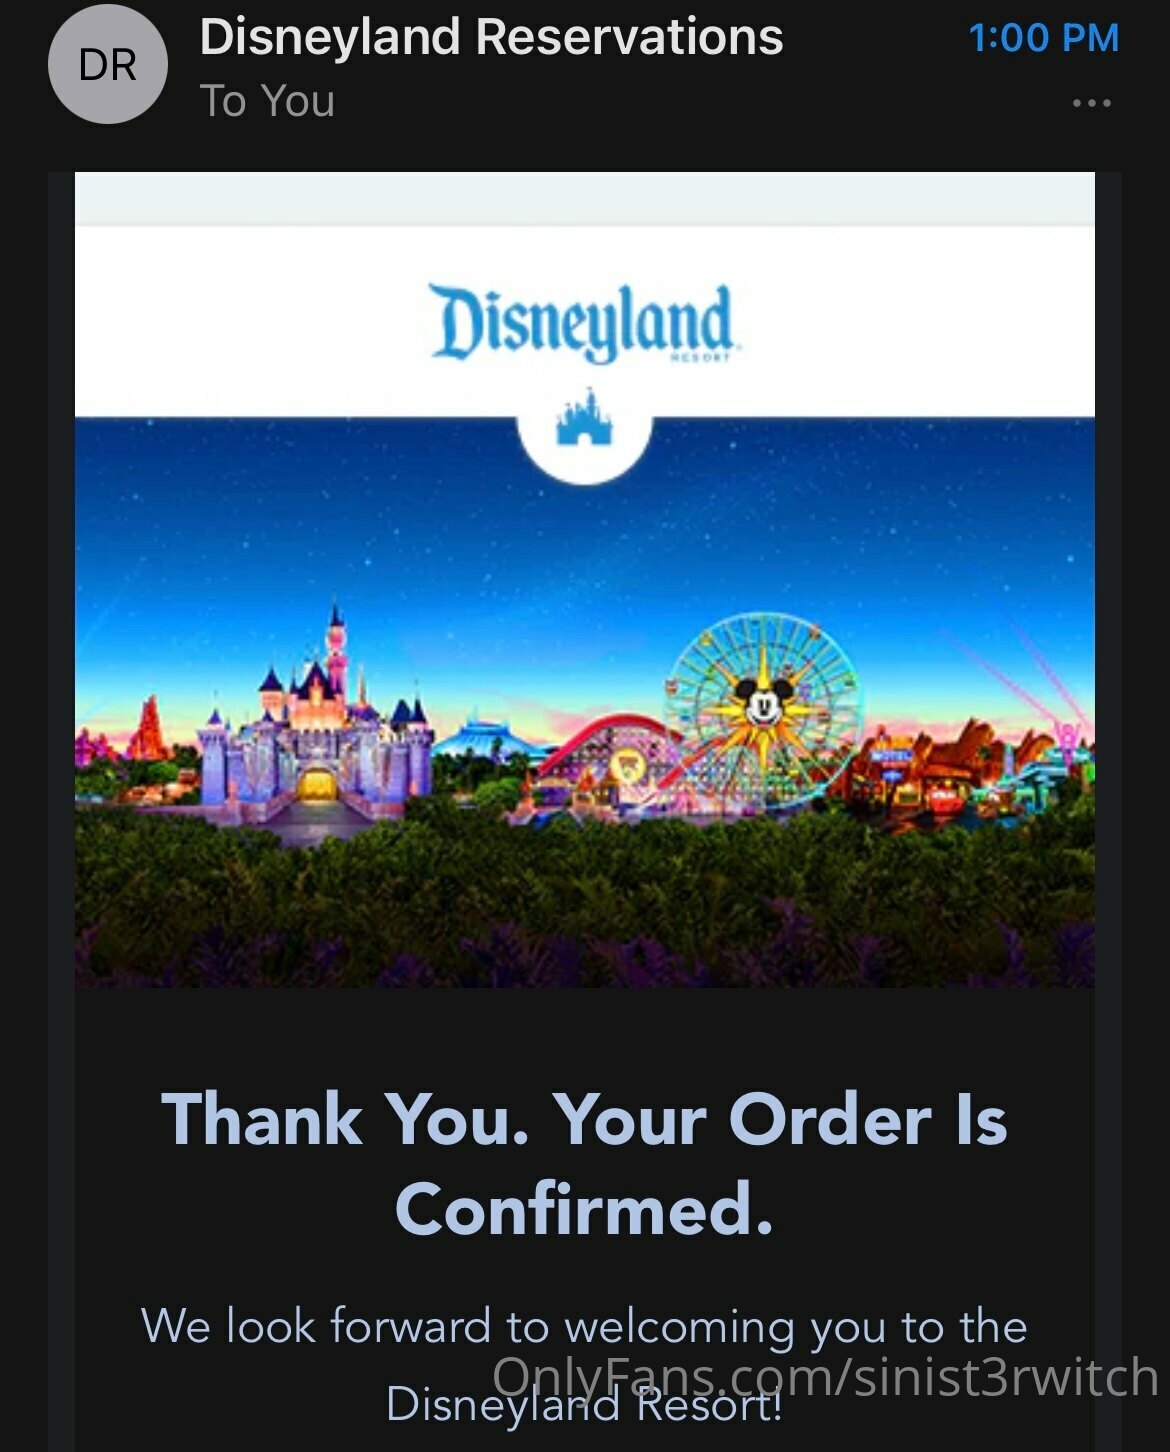 DR
Disneyland Reservations
1:00 PM
To You
Disneyland
RESORT
Thank You. Your Order Is
Confirmed.
We look forward to welcoming you to the
OnlyFans.com/sinist3rwitch
Disneyland Resort!